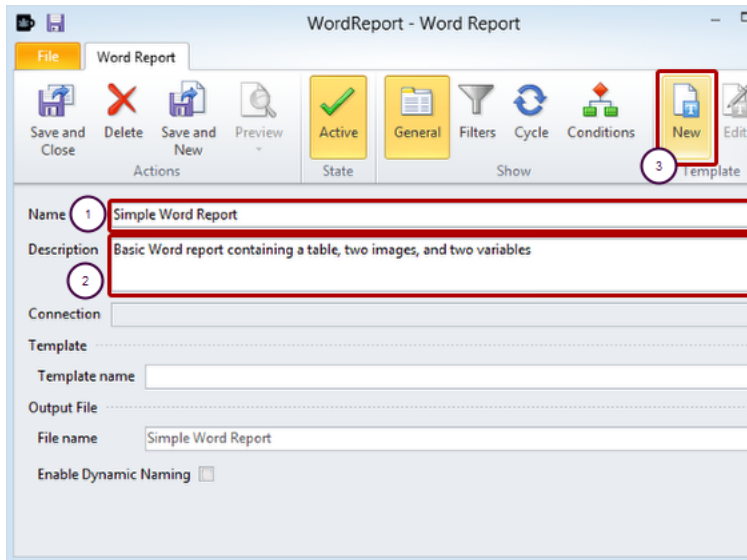 WordReport - Word Report
File Word Report
Save and Close Delete Save and New Preview Active General Filters Cycle Conditions New Edit
Actions State Show Template
3
Name 1 Simple Word Report
Description Basic Word report containing a table, two images, and two variables
2
Connection
Template
Template name
Output File
File name Simple Word Report
Enable Dynamic Naming